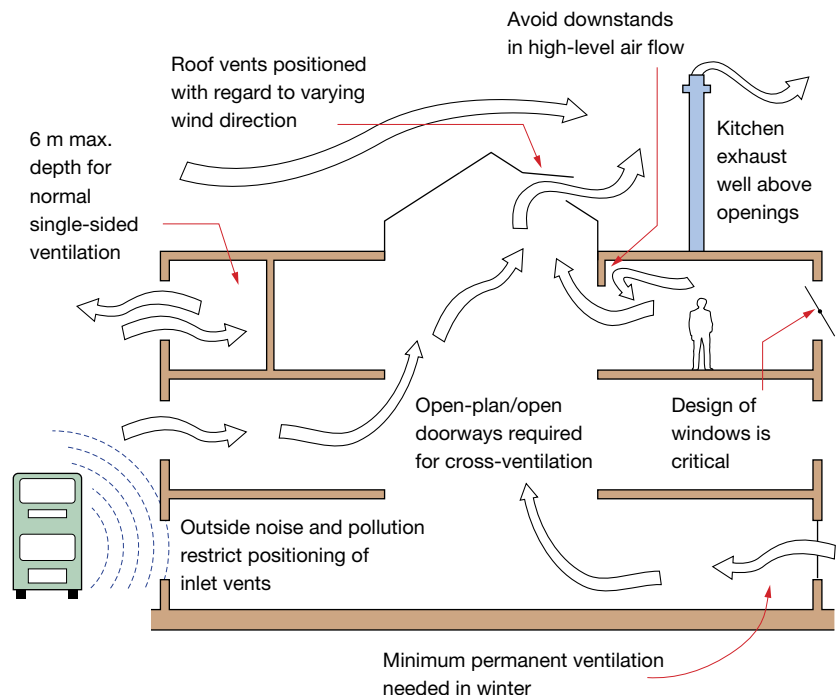 Avoid downstands
in high-level air flow
Roof vents positioned
with regard to varying
wind direction
6 m max.
depth for
normal
single-sided
ventilation
Kitchen
exhaust
well above
openings
Open-plan/open
doorways required
for cross-ventilation
Design of
windows is
critical
Outside noise and pollution
restrict positioning of
inlet vents
Minimum permanent ventilation
needed in winter